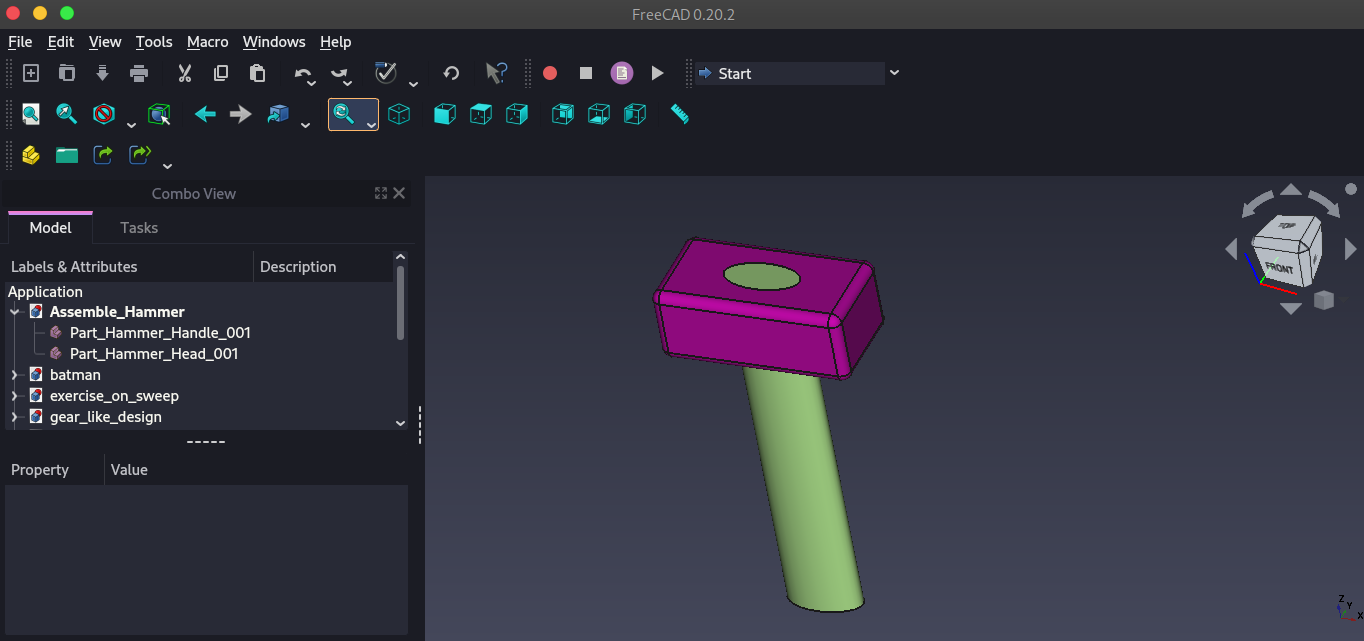 FreeCAD 0.20.2
File Edit View Tools Macro Windows Help
Start
Combo View
Model Tasks
Labels & Attributes Description
Application
Assemble_Hammer
Part_Hammer_Handle_001
Part_Hammer_Head_001
batman
exercise_on_sweep
gear_like_design
Property Value
TOP
FRONT
Z
Y
X